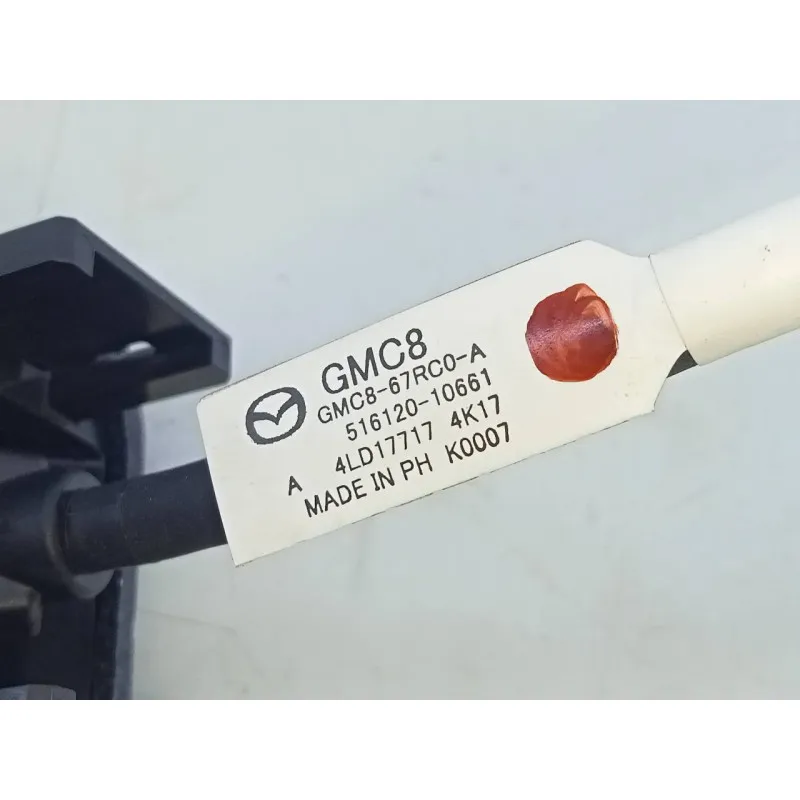 GMC8
GMC8-67RC0-A
516120-10661
4LD17717 4K17
A MADE IN PH K0007